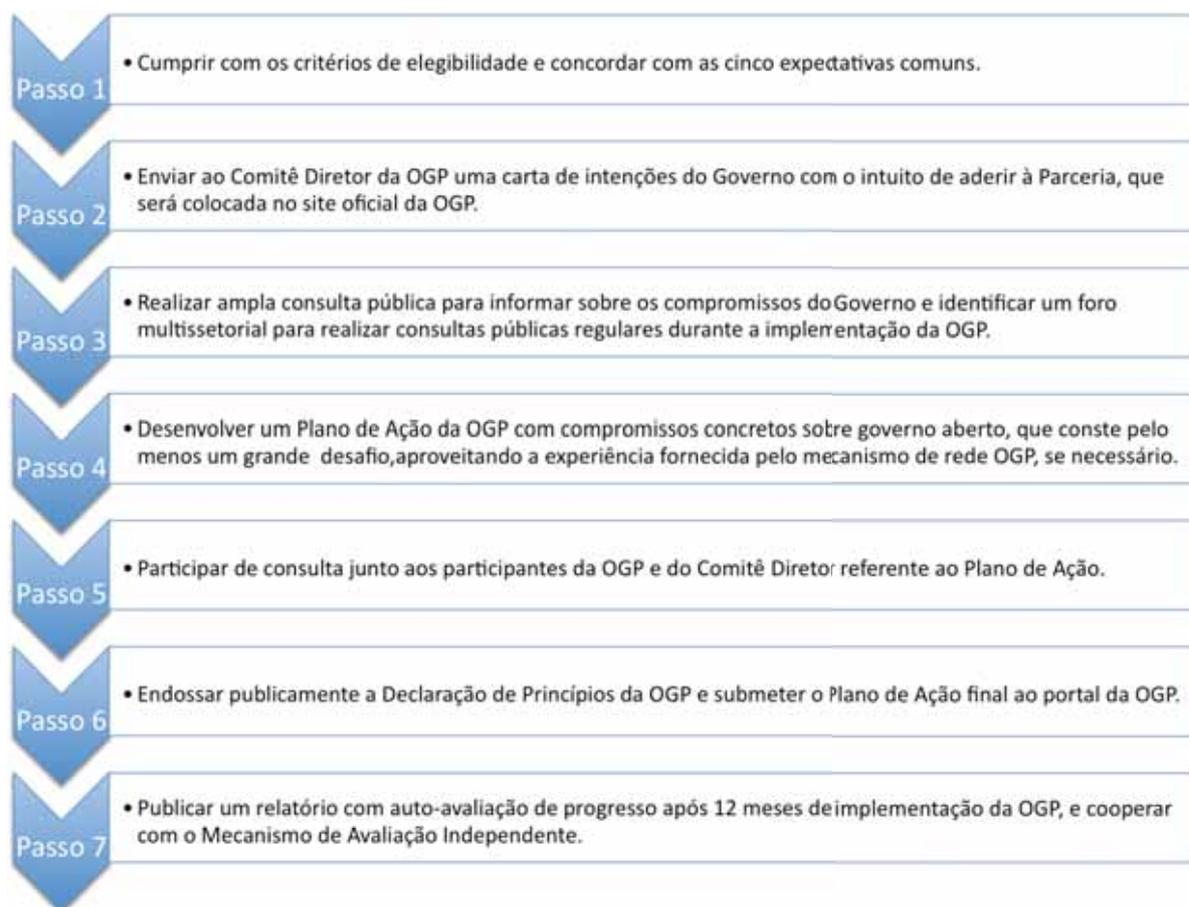 Passo 1
• Cumprir com os critérios de elegibilidade e concordar com as cinco expectativas comuns.
Passo 2
• Enviar ao Comitê Diretor da OGP uma carta de intenções do Governo com o intuito de aderir à Parceria, que
será colocada no site oficial da OGP.
Passo 3
• Realizar ampla consulta pública para informar sobre os compromissos do Governo e identificar um foro
multissetorial para realizar consultas públicas regulares durante a implementação da OGP.
Passo 4
• Desenvolver um Plano de Ação da OGP com compromissos concretos sobre governo aberto, que conste pelo
menos um grande desafio,aproveitando a experiência fornecida pelo mecanismo de rede OGP, se necessário.
Passo 5
• Participar de consulta junto aos participantes da OGP e do Comitê Diretor referente ao Plano de Ação.
Passo 6
• Endossar publicamente a Declaração de Princípios da OGP e submeter o Plano de Ação final ao portal da OGP.
Passo 7
• Publicar um relatório com auto-avaliação de progresso após 12 meses de implementação da OGP, e cooperar
com o Mecanismo de Avaliação Independente.